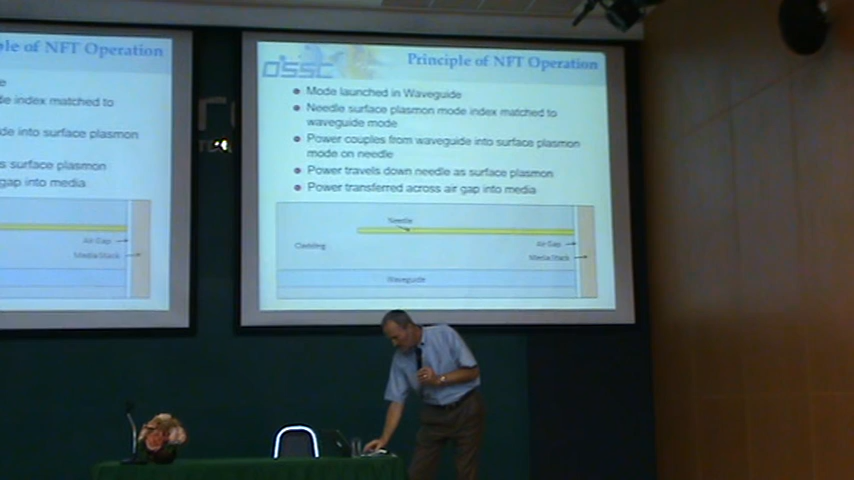 ple of NFT Operation
e
de index matched to
de into surface plasmon
s surface plasmon
gap into media
Air Gap
Media Stack
Principle of NFT Operation
Mode launched in Waveguide
Needle surface plasmon mode index matched to
waveguide mode
Power couples from waveguide into surface plasmon
mode on needle
Power travels down needle as surface plasmon
Power transferred across air gap into media
Needle
Cladding
Air Gap
Media Stack
Waveguide